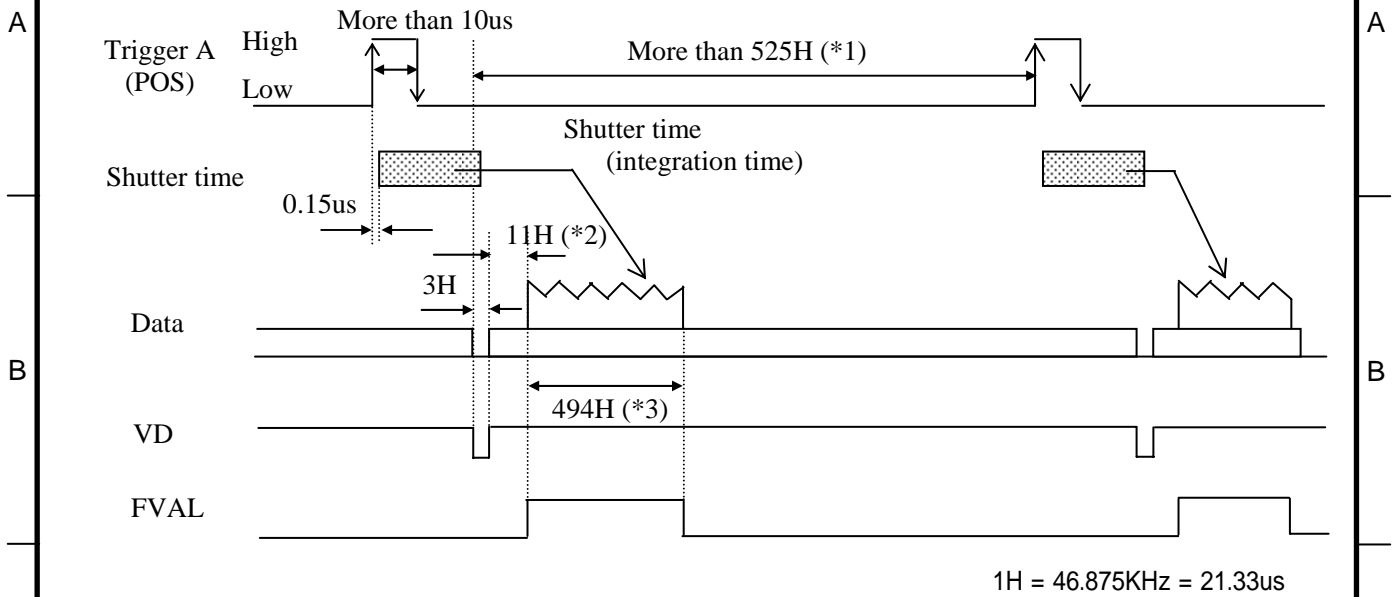 A
A
More than 10us
Trigger A
(POS)
High
Low
More than 525H (*1)
Shutter time
(integration time)
Shutter time
0.15us
11H (*2)
3H
Data
B
B
494H (*3)
VD
FVAL
1H = 46.875KHz = 21.33us